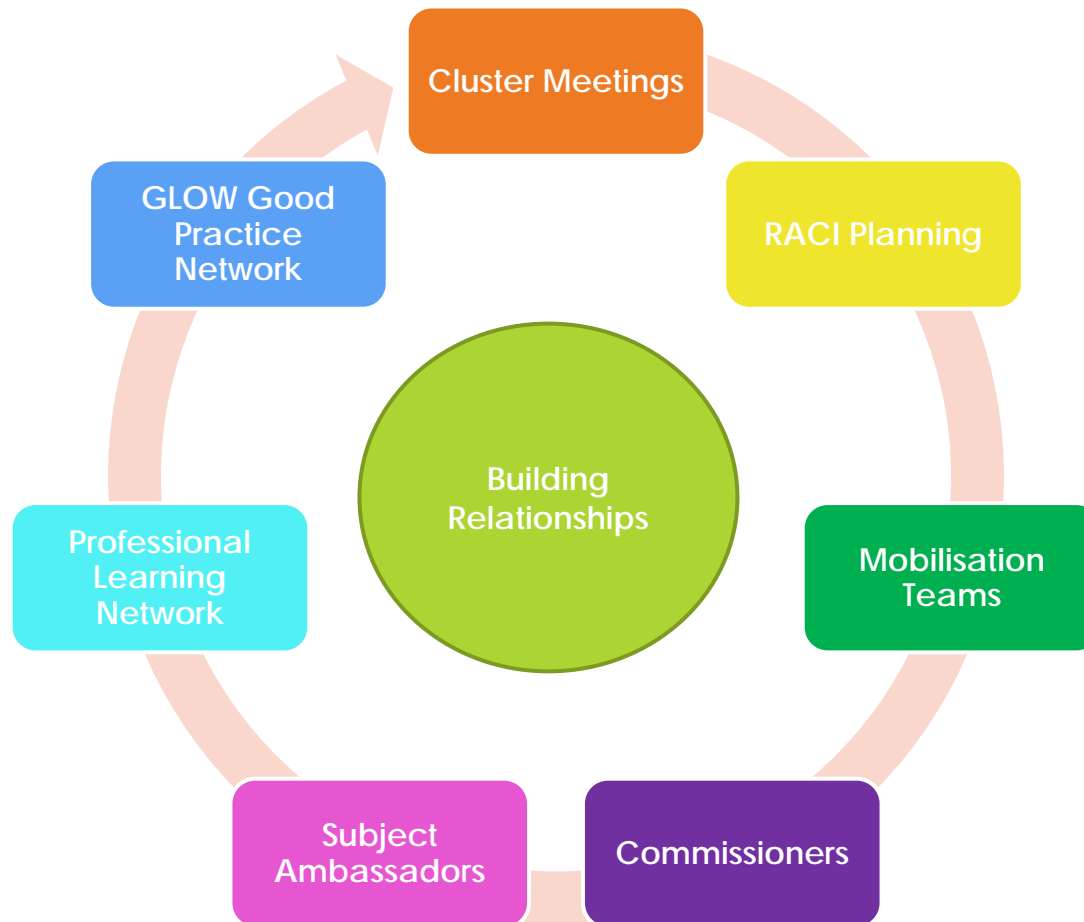 Cluster Meetings
RACI Planning
Mobilisation
Teams
Commissioners
Subject
Ambassadors
Professional
Learning
Network
GLOW Good
Practice
Network
Building
Relationships